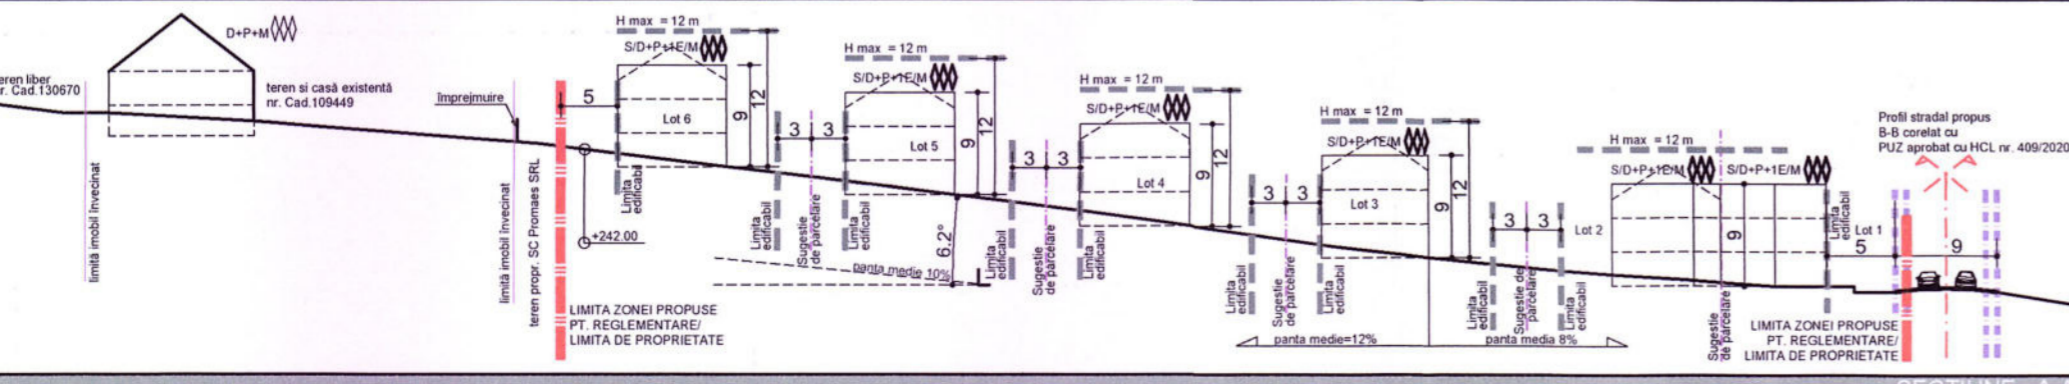 D+P+M
teren liber
nr. Cad.130670
teren si casă existentă
nr. Cad.109449
limită imobil învecinat
împrejmuire
limită imobil învecinat
teren propr. SC Promaes SRL
5
LIMITA ZONEI PROPUSE
PT. REGLEMENTARE/
LIMITA DE PROPRIETATE
+242.00
H max = 12 m
S/D+P+1E/M
Lot 6
9
12
Limita
edificabil
3
3
Limita
edificabil
Sugestie
de parcelare
Limita
edificabil
H max = 12 m
S/D+P+1E/M
Lot 5
9
12
6.2°
panta medie 10%
3
3
Limita
edificabil
Sugestie
de parcelare
Limita
edificabil
H max = 12 m
S/D+P+1E/M
Lot 4
9
12
3
3
Limita
edificabil
Sugestie
de parcelare
Limita
edificabil
H max = 12 m
S/D+P+1E/M
Lot 3
9
12
panta medie=12%
panta media 8%
3
3
Limita
edificabil
Sugestie de
parcelare
Limita
edificabil
H max = 12 m
S/D+P+1E/M
S/D+P+1E/M
Lot 2
9
Sugestie
de parcelare
Limita
edificabil
Lot 1
5
9
Profil stradal propus
B-B corelat cu
PUZ aprobat cu HCL nr. 409/2020
LIMITA ZONEI PROPUSE
PT. REGLEMENTARE/
LIMITA DE PROPRIETATE